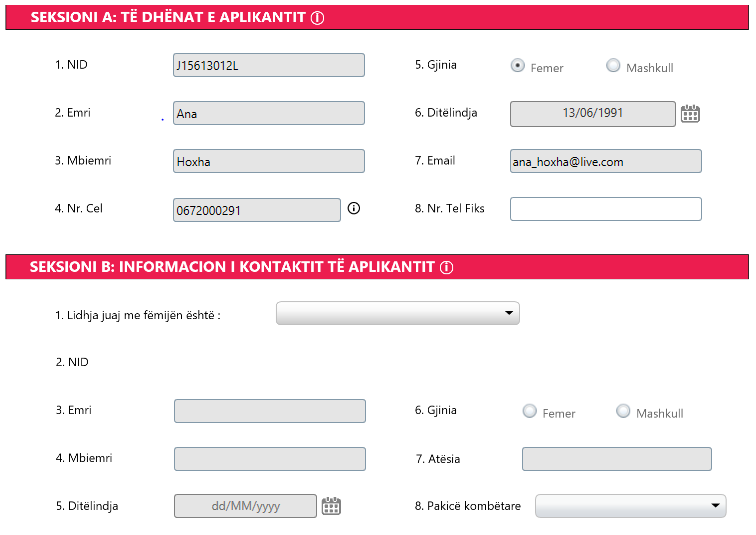 SEKSIONI A: TË DHËNAT E APLIKANTIT
1. NID J15613012L 5. Gjinia Femer Mashkull
2. Emri Ana 6. Ditëlindja 13/06/1991
3. Mbiemri Hoxha 7. Email ana_hoxha@live.com
4. Nr. Cel 0672000291 8. Nr. Tel Fiks
SEKSIONI B: INFORMACION I KONTAKTIT TË APLIKANTIT
1. Lidhja juaj me fëmijën është :
2. NID
3. Emri 6. Gjinia Femer Mashkull
4. Mbiemri 7. Atësia
5. Ditëlindja dd/MM/yyyy 8. Pakicë kombëtare